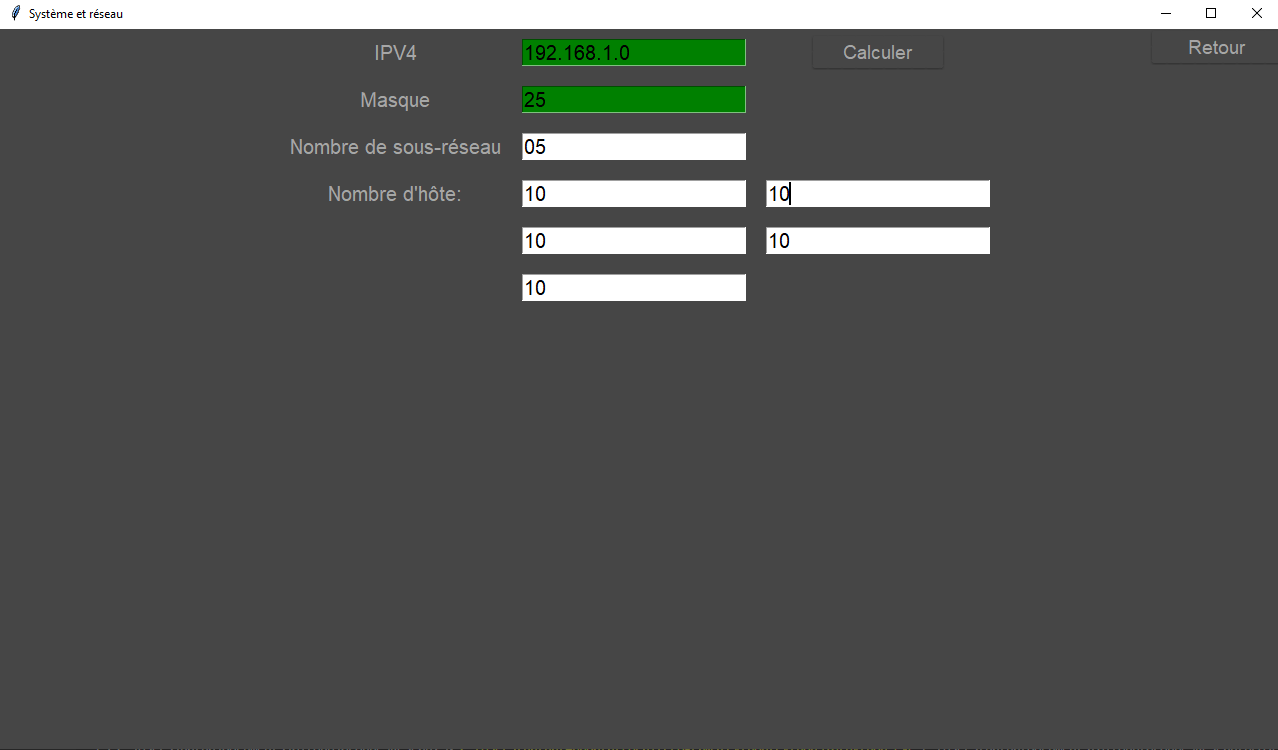 Système et réseau
IPV4 192.168.1.0 Calculer Retour
Masque 25
Nombre de sous-réseau 05
Nombre d'hôte: 10 10
10 10
10